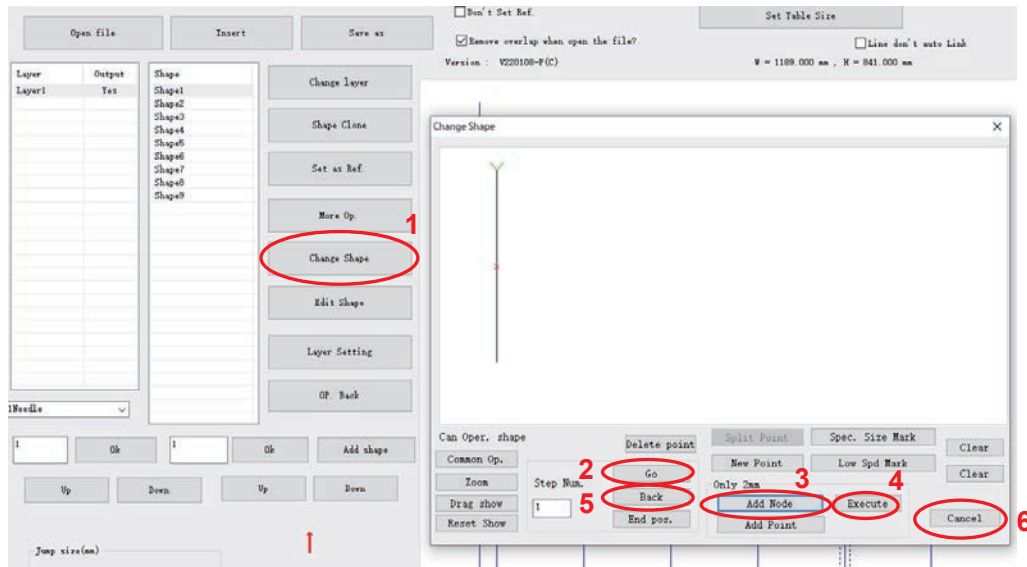 Open file
Insert
Save as
Don't Set Ref.
Set Table Size
Remove overlap when open the file?
Line don't auto Link
Version : V220108-P(C)
W = 1189.000 mm , H = 841.000 mm
Layer Output
Layer1 Yes
Shape
Shape1
Shape2
Shape3
Shape4
Shape5
Shape6
Shape7
Shape8
Shape9
Change layer
Shape Clone
Set as Ref.
More Op.
1
Change Shape
Edit Shape
Layer Setting
OP. Back
1Needle
1
Ok
1
Ok
Add shape
Up
Down
Up
Down
Jump size(mm)
Change Shape
Can Oper. shape
Common Op.
Zoom
Drag show
Reset Show
Step Num.
1
Delete point
2
Go
5
Back
End pos.
Split Point
Spec. Size Mark
Clear
New Point
Low Spd Mark
Clear
Only 2mm
3
4
Add Node
Execute
Add Point
Cancel
6